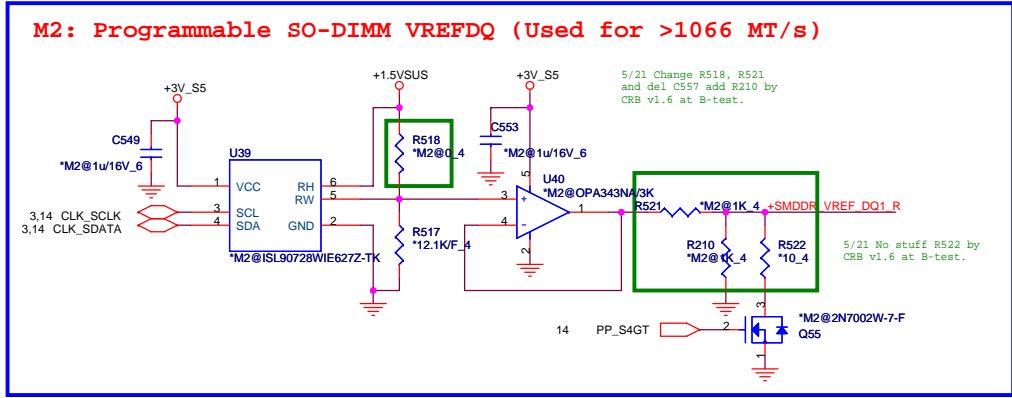 M2: Programmable SO-DIMM VREFDQ (Used for >1066 MT/s)
5/21 Change R518, R521
and del C557 add R210 by
CRB v1.6 at B-test.
+3V_S5
+1.5VSUS
+3V_S5
C549
*M2@1u/16V_6
U39
1
VCC
3
SCL
4
SDA
RH
6
RW
5
GND
2
*M2@ISL90728WIE627Z-TK
3,14 CLK_SCLK
3,14 CLK_SDATA
R518
*M2@0_4
R517
*12.1K/F_4
C553
*M2@1u/16V_6
U40
*M2@OPA343NA/3K
5
3
+
4
-
1
2
R521
*M2@1K_4
+SMDDR_VREF_DQ1_R
R210
*M2@1K_4
R522
*10_4
5/21 No stuff R522 by
CRB v1.6 at B-test.
14 PP_S4GT
2
3
1
*M2@2N7002W-7-F
Q55